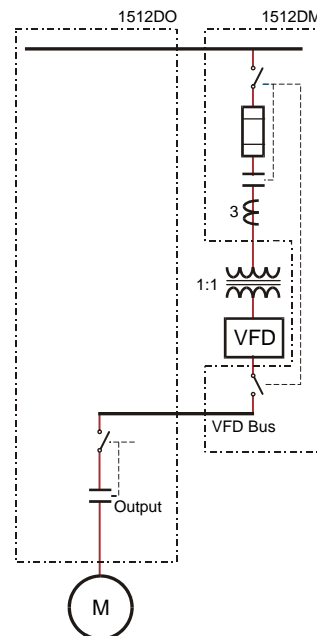 1512DO
1512DM
3
1:1
VFD
VFD Bus
Output
M